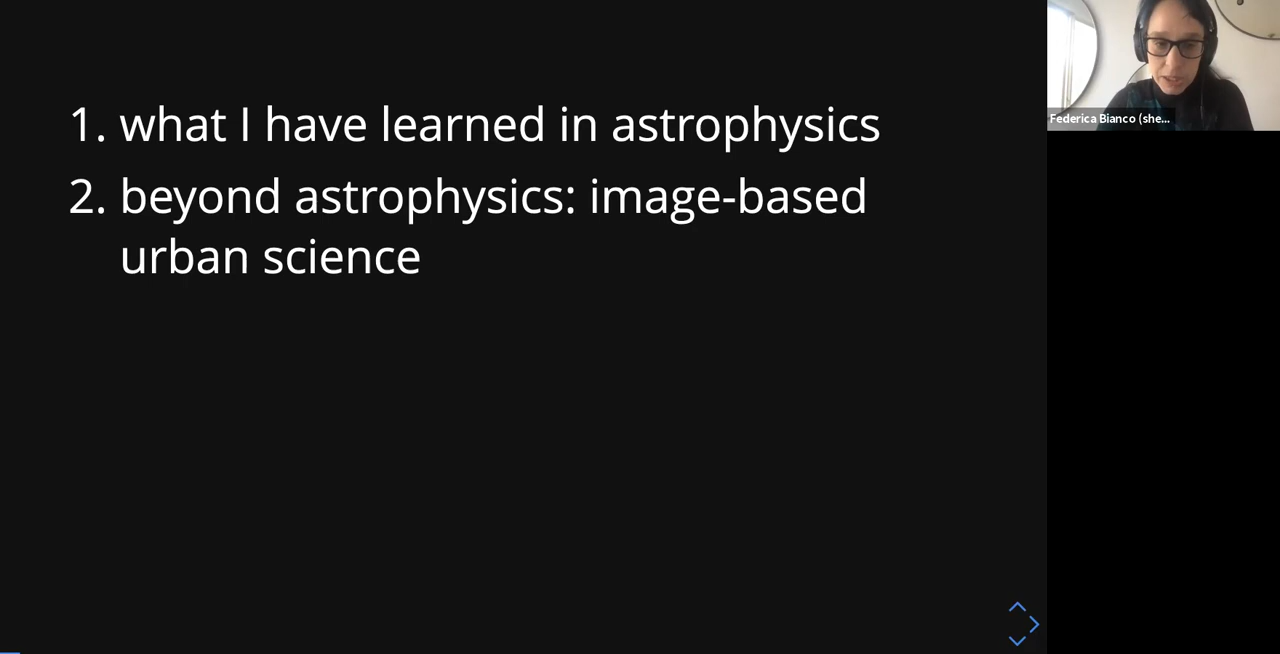 1. what I have learned in astrophysics
2. beyond astrophysics: image-based
urban science
Federica Bianco (she...